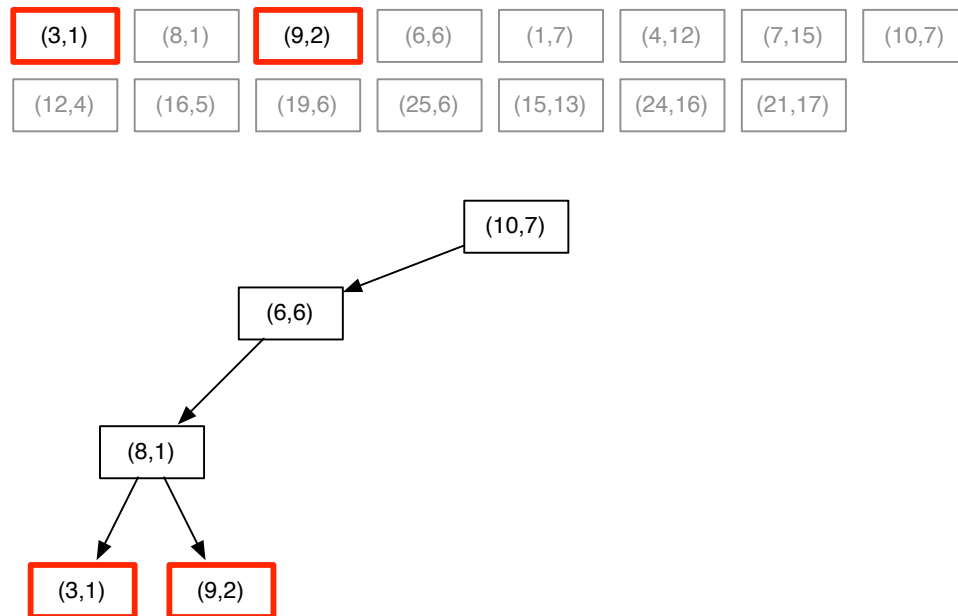 (3,1) (8,1) (9,2) (6,6) (1,7) (4,12) (7,15) (10,7)
(12,4) (16,5) (19,6) (25,6) (15,13) (24,16) (21,17)
(10,7)
(6,6)
(8,1)
(3,1) (9,2)